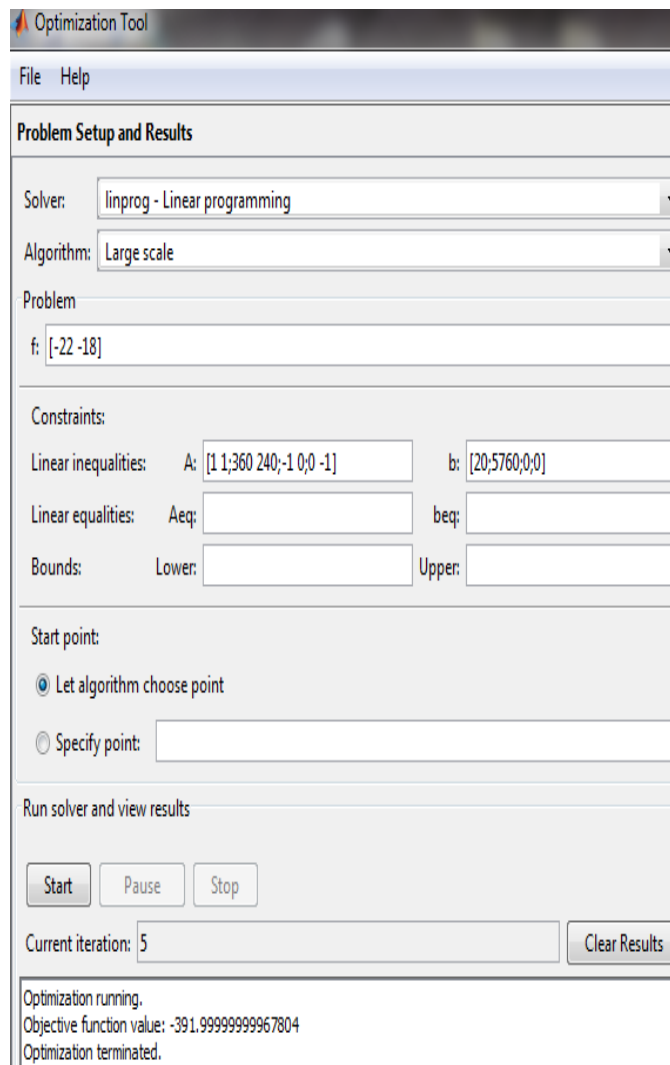 Optimization Tool
File Help
Problem Setup and Results
Solver: linprog - Linear programming
Algorithm: Large scale
Problem
f: [-22 -18]
Constraints:
Linear inequalities: A: [1 1;360 240;-1 0;0 -1] b: [20;5760;0;0]
Linear equalities: Aeq: beq:
Bounds: Lower: Upper:
Start point:
Let algorithm choose point
Specify point:
Run solver and view results
Start Pause Stop
Current iteration: 5 Clear Results
Optimization running.
Objective function value: -391.99999999967804
Optimization terminated.